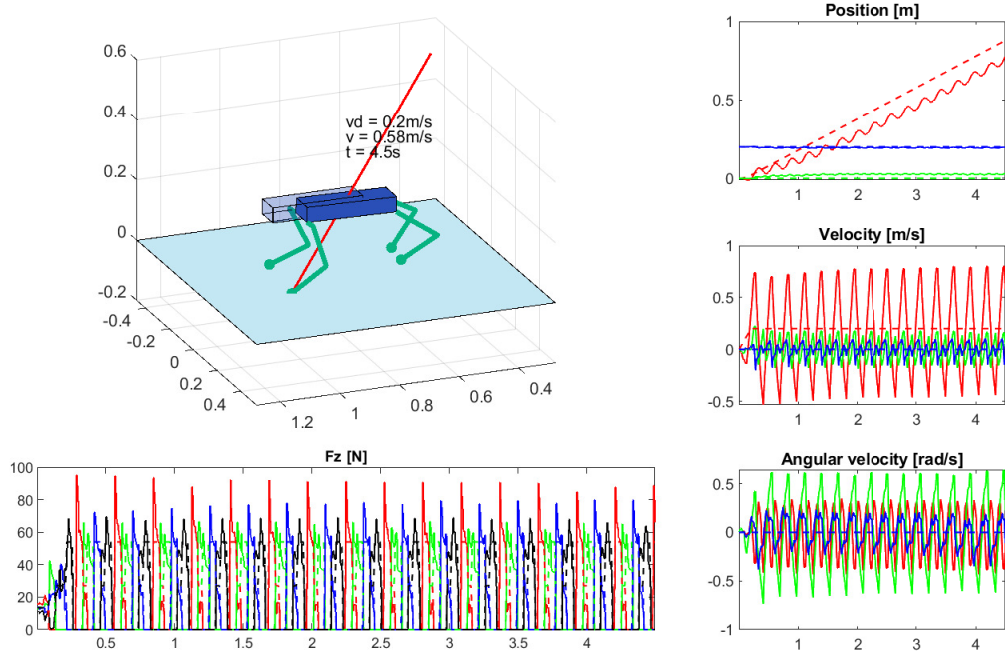 0.6
0.4
0.2
0
-0.2
-0.4
-0.2
0
0.2
0.4
1.2
1
0.8
0.6
0.4
vd = 0.2m/s
v = 0.58m/s
t = 4.5s
Position [m]
1
0.5
0
1 2 3 4
Velocity [m/s]
1
0.5
0
-0.5
1 2 3 4
Fz [N]
100
80
60
40
20
0
0.5 1 1.5 2 2.5 3 3.5 4
Angular velocity [rad/s]
0.5
0
-0.5
-1
1 2 3 4